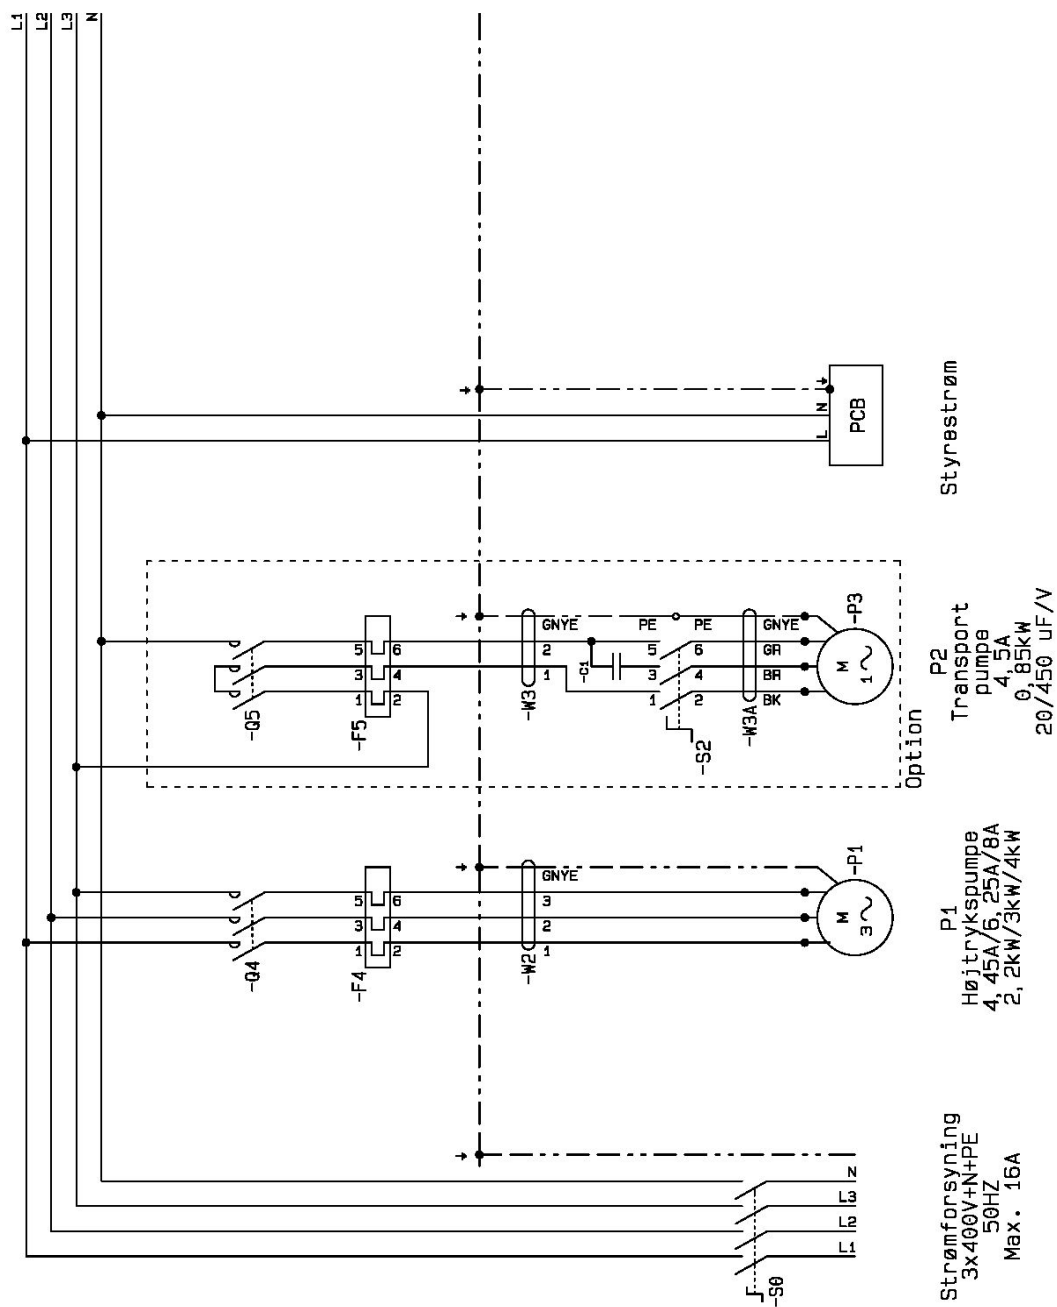 L1
L2
L3
N
-Q4
-Q5
-F4
1
2
3
4
5
6
-F5
1
2
3
4
5
6
-W2
1
2
3
GNYE
-W3
1
2
GNYE
-C1
1
3
5
PE
2
4
6
PE
-S2
-W3A
BK
BR
GR
GNYE
L
N
PCB
-S0
L1
L2
L3
N
M
3~
-P1
M
1~
-P3
Option
Strømforsyning
3x400V+N+PE
50HZ
Max. 16A
P1
Højtrykspumpe
4,45A/6,25A/8A
2,2kW/3kW/4kW
P2
Transport
pumpe
4,5A
0,85kW
20/450 uF/V
Styrestrøm